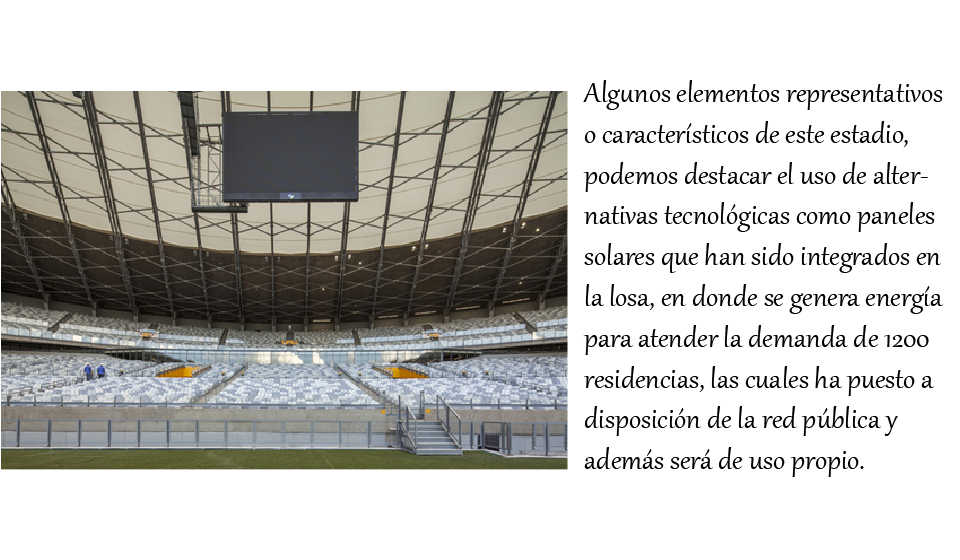 Algunos elementos representativos
o característicos de este estadio,
podemos destacar el uso de alter-
nativas tecnológicas como paneles
solares que han sido integrados en
la losa, en donde se genera energía
para atender la demanda de 1200
residencias, las cuales ha puesto a
disposición de la red pública y
además será de uso propio.